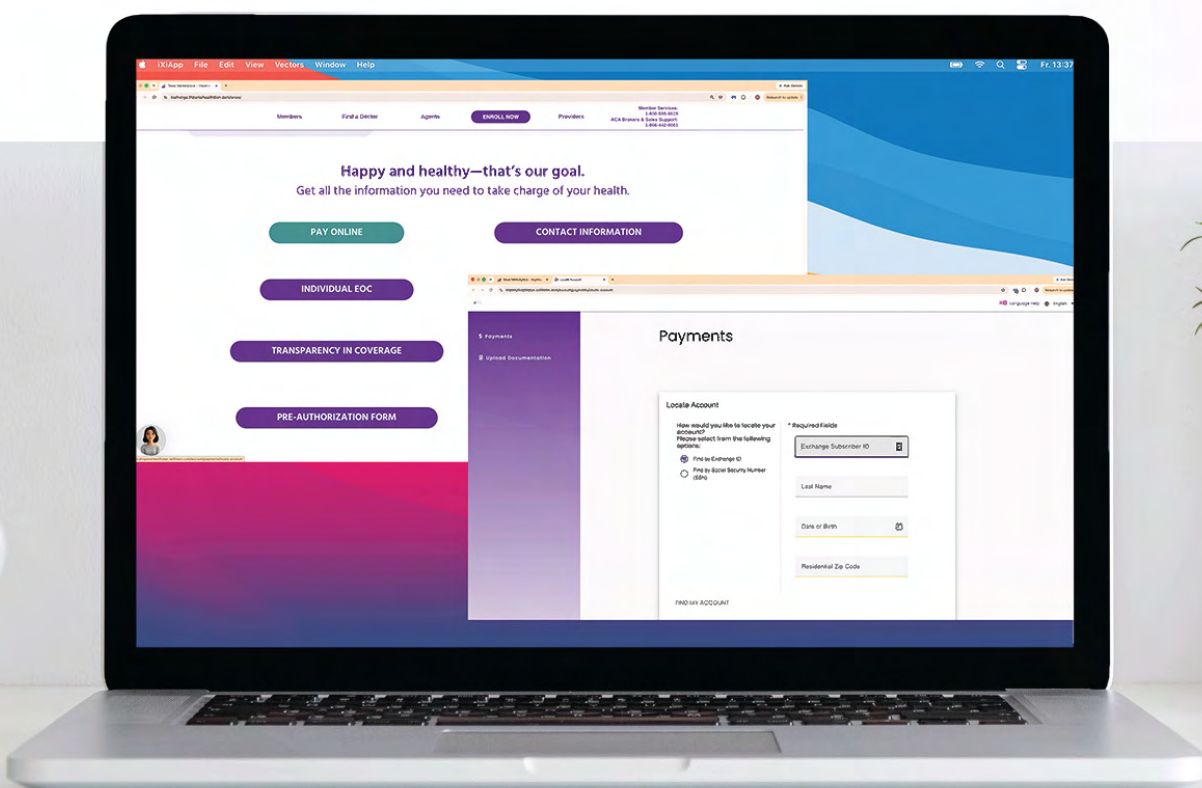 iXiApp File Edit View Vectors Window Help
Fr. 13:37
Members Find a Doctor Agents ENROLL NOW Providers
Member Services:
ACA Brokers & Sales Support:
Happy and healthy—that's our goal.
Get all the information you need to take charge of your health.
PAY ONLINE
CONTACT INFORMATION
INDIVIDUAL EOC
TRANSPARENCY IN COVERAGE
PRE-AUTHORIZATION FORM
Language Help English
Payments
Upload Documentation
Payments
Locate Account
How would you like to locate your
account?
Please select from the following
options:
Find by Exchange ID
Find by Social Security Number
(SSN)
* Required Fields
Exchange Subscriber ID
Last Name
Date of Birth
Residential Zip Code
FIND MY ACCOUNT